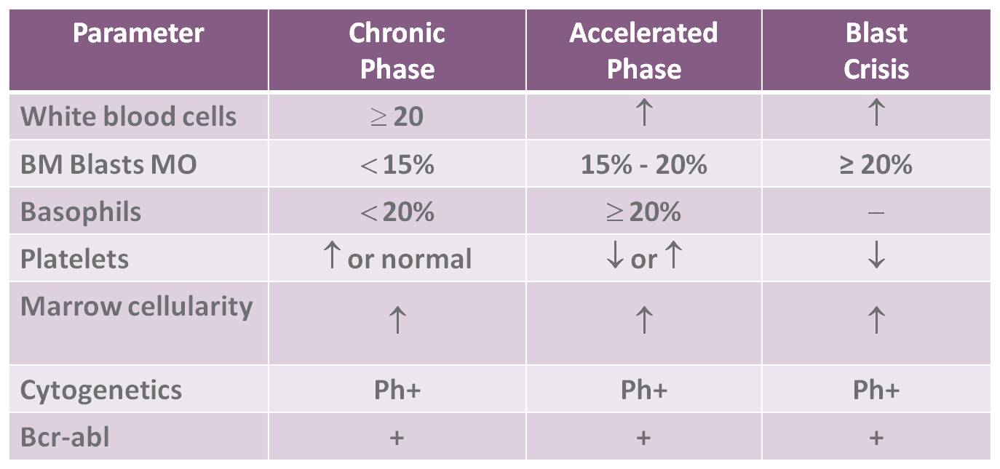 Parameter Chronic Phase Accelerated Phase Blast Crisis
White blood cells ≥ 20 ↑ ↑
BM Blasts MO < 15% 15% - 20% ≥ 20%
Basophils < 20% ≥ 20% –
Platelets ↑ or normal ↓ or ↑ ↓
Marrow cellularity ↑ ↑ ↑
Cytogenetics Ph+ Ph+ Ph+
Bcr-abl + + +